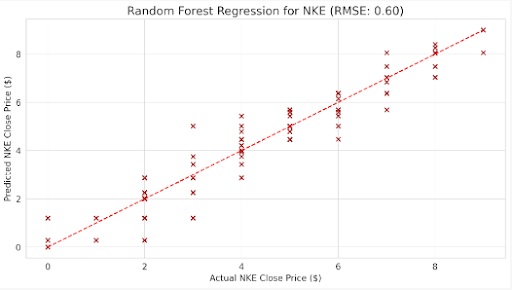 Random Forest Regression for NKE (RMSE: 0.60)
Predicted NKE Close Price ($)
8
6
4
2
0
0 2 4 6 8
Actual NKE Close Price ($)